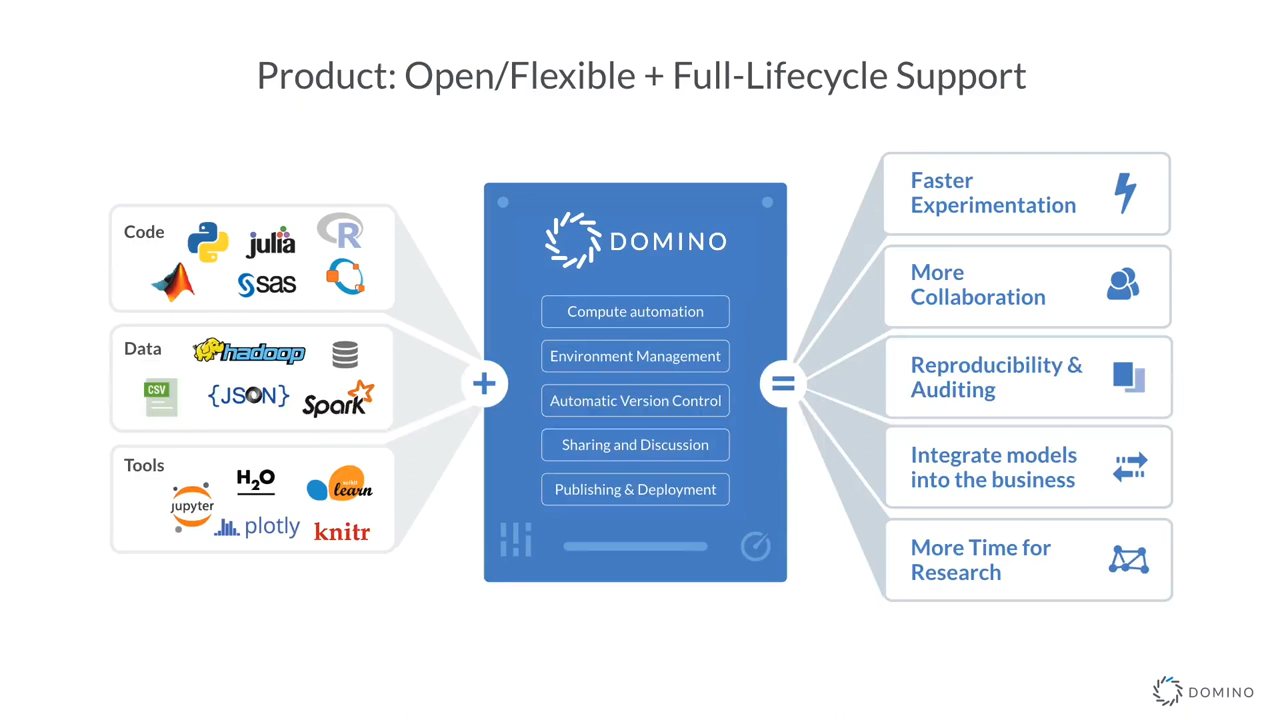 Product: Open/Flexible + Full-Lifecycle Support
Code
julia
R
sas
Data
hadoop
CSV
{JSON}
Spark
Tools
H2O
jupyter
scikit
learn
plotly
knitr
+
DOMINO
Compute automation
Environment Management
Automatic Version Control
Sharing and Discussion
Publishing & Deployment
=
Faster
Experimentation
More
Collaboration
Reproducibility &
Auditing
Integrate models
into the business
More Time for
Research
DOMINO